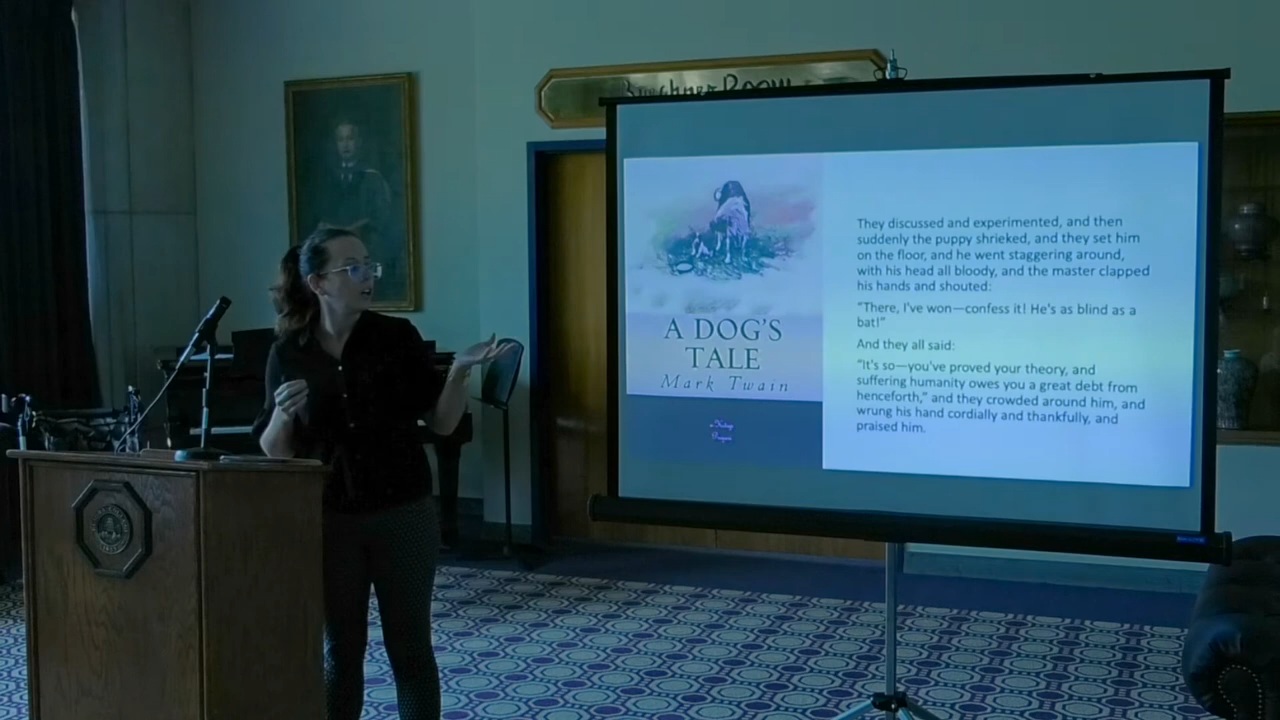 Room
They discussed and experimented, and then
suddenly the puppy shrieked, and they set him
on the floor, and he went staggering around,
with his head all bloody, and the master clapped
his hands and shouted:
"There, I've won—confess it! He's as blind as a
bat!"
And they all said:
"It's so—you've proved your theory, and
suffering humanity owes you a great debt from
henceforth," and they crowded around him, and
wrung his hand cordially and thankfully, and
praised him.
A DOG'S
TALE
Mark Twain